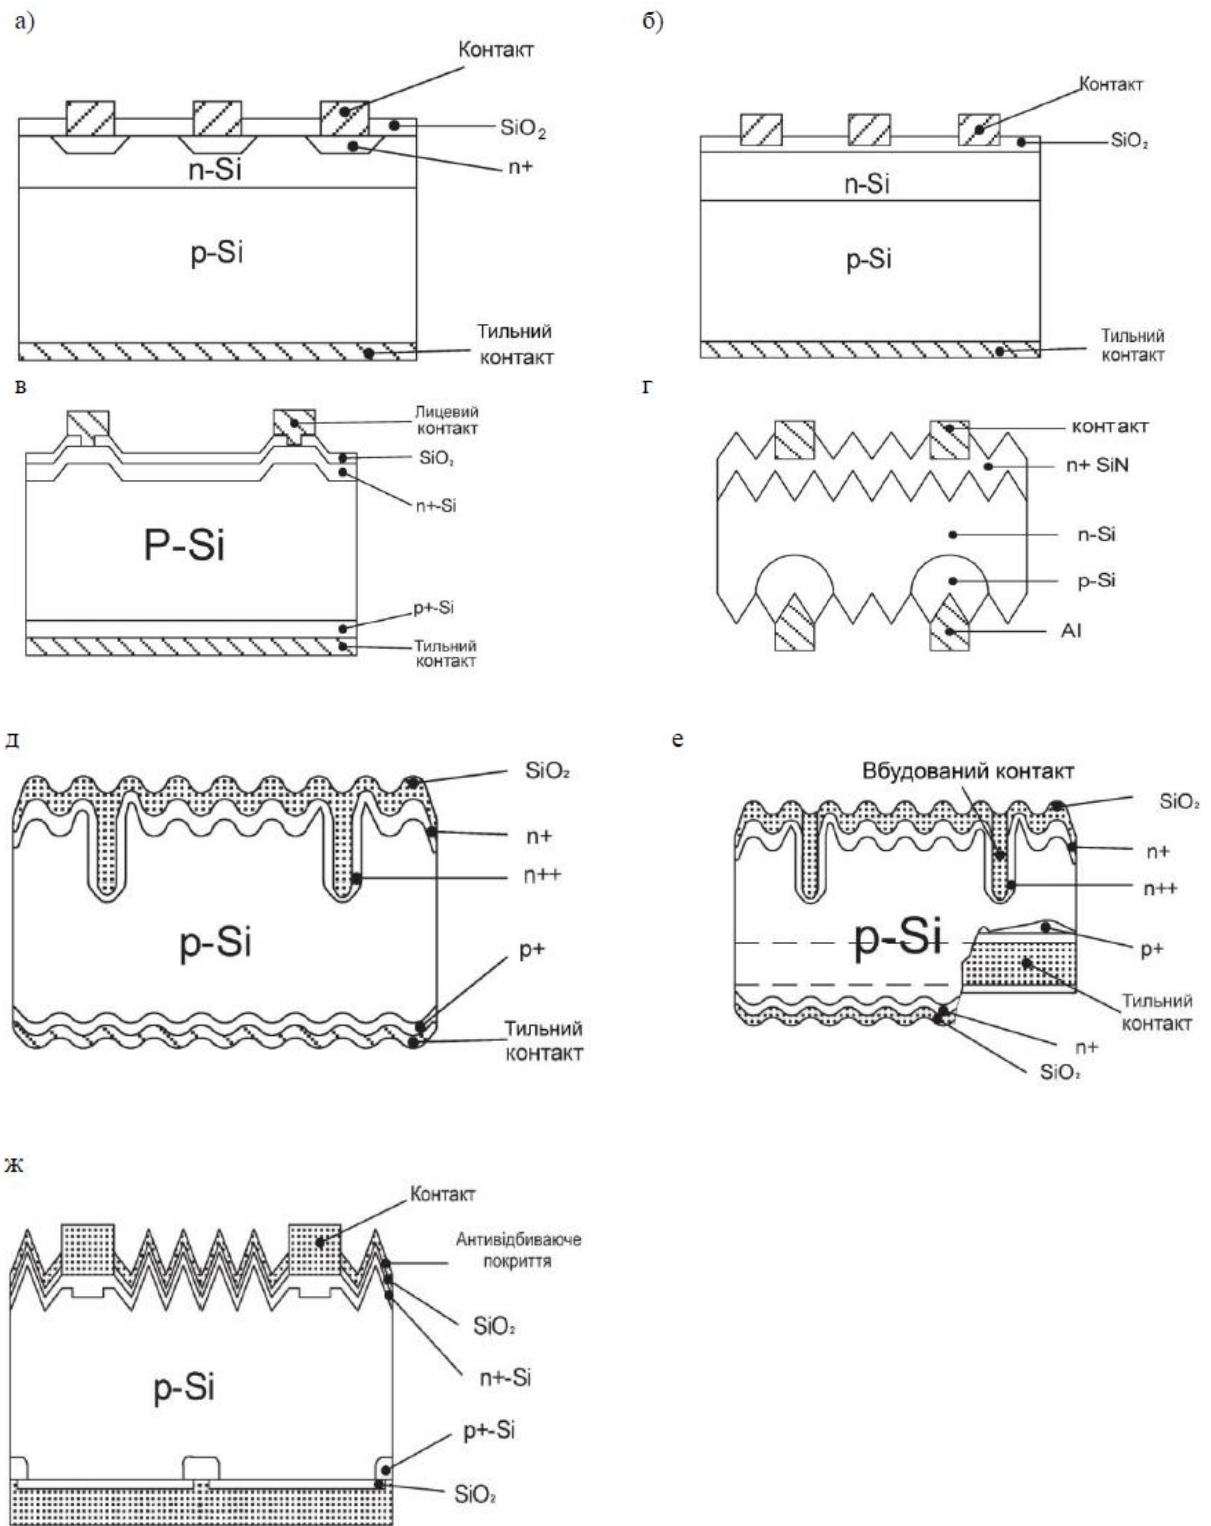 а)
Контакт
SiO₂
n+
n-Si
p-Si
Тильний
контакт
б)
Контакт
SiO₂
n-Si
p-Si
Тильний
контакт
в
Лицевий
контакт
SiO₂
n+-Si
P-Si
p+-Si
Тильний
контакт
г
контакт
n+ SiN
n-Si
p-Si
Al
д
SiO₂
n+
n++
p-Si
p+
Тильний
контакт
е
Вбудований контакт
SiO₂
n+
n++
p-Si
p+
Тильний
контакт
n+
SiO₂
ж
Контакт
Антивідбиваюче
покриття
SiO₂
n+-Si
p-Si
p+-Si
SiO₂